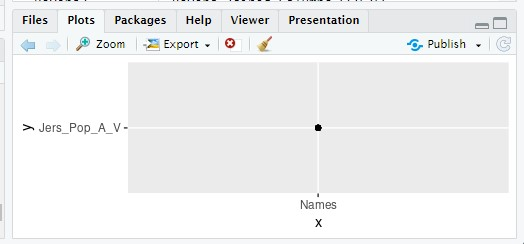 Files Plots Packages Help Viewer Presentation
Zoom Export Publish
y
Jers_Pop_A_V
Names
x